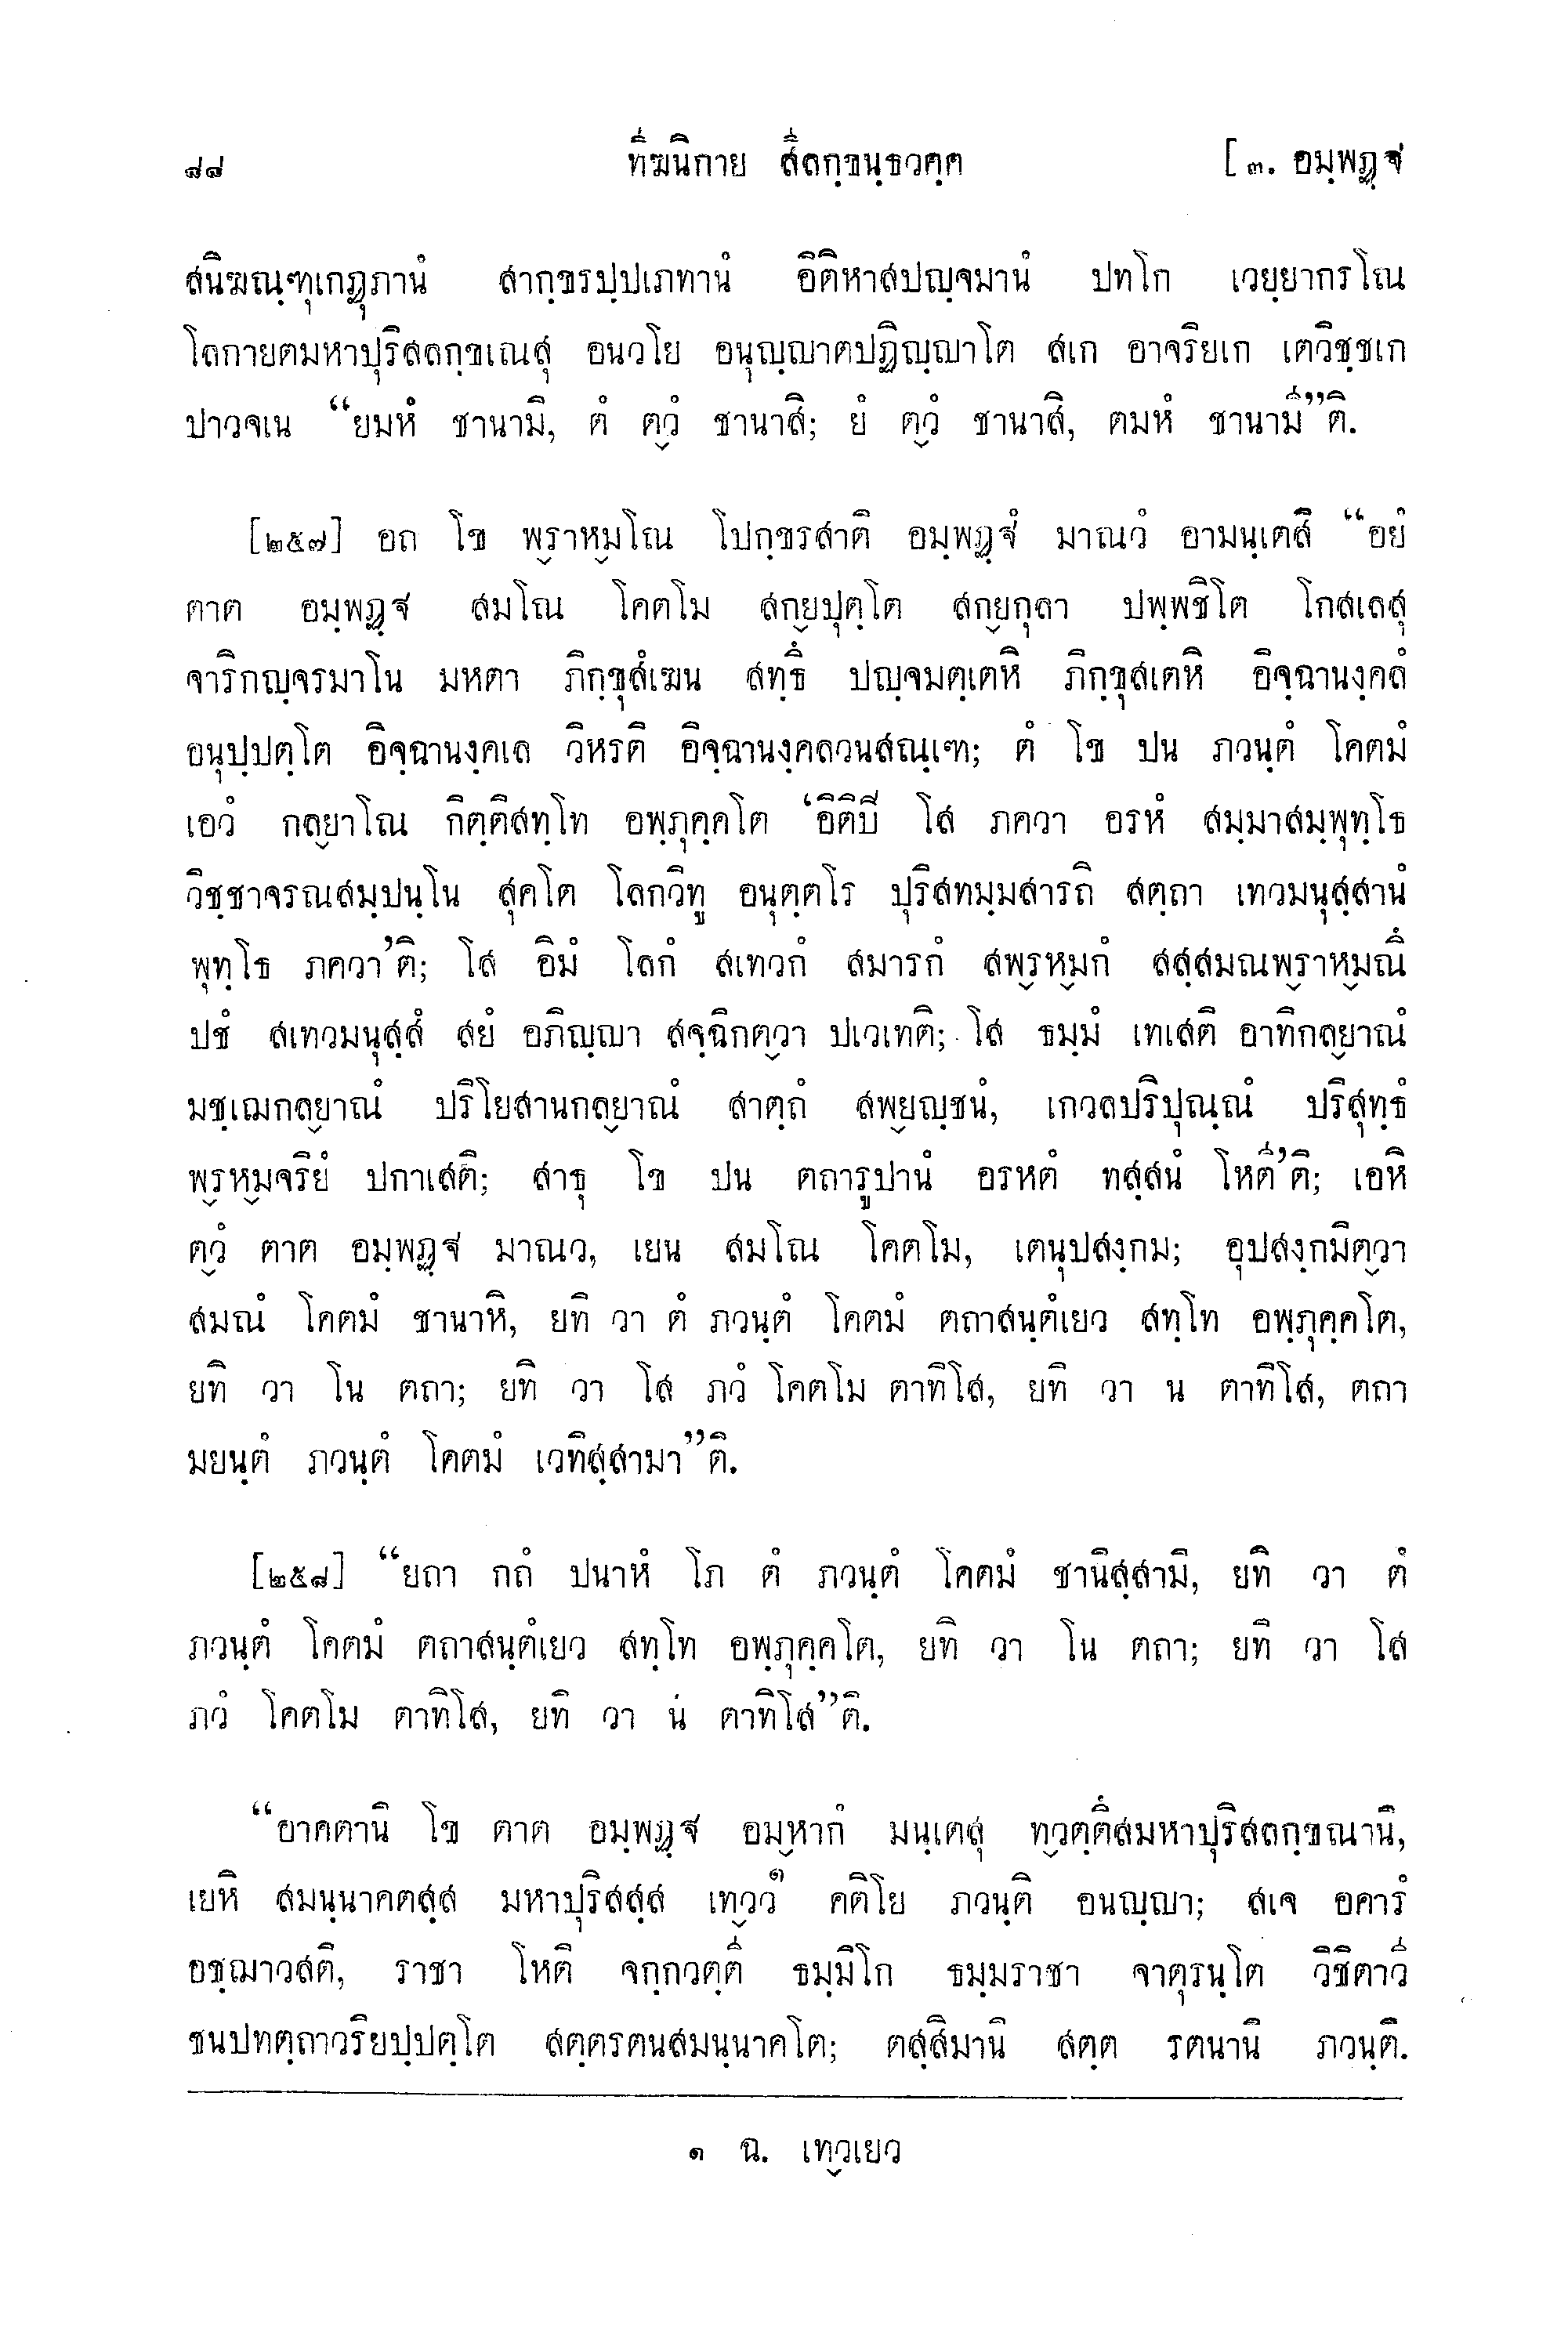 ๘๘ ทีฆนิกาย สีลกฺขนฺธวคฺค [ ๓. อมฺพฏฺฐ
สนิฆณฺฑุเกฏุภานํ สากฺขรปฺปเภทานํ อิติหาสปญฺจมานํ ปทโก เวยฺยากรโณ
โลกายตมหาปุริสลกฺขเณสุ อนวโย อนุญฺญาตปฏิญฺญาโต สเก อาจริยเก เตวิชฺชเก
ปาวจเน “ยมหํ ชานามิ, ตํ ต๎วํ ชานาสิ; ยํ ต๎วํ ชานาสิ, ตมหํ ชานามี”ติ.
[๒๕๗] อถ โข พ๎ราห๎มโณ โปกฺขรสาติ อมฺพฏฺฐํ มาณวํ อามนฺเตสิ “อยํ
ตาต อมฺพฏฺฐ สมโณ โคตโม สก๎ยปุตฺโต สก๎ยกุลา ปพฺพชิโต โกสเลสุ
จาริกญฺจรมาโน มหตา ภิกฺขุสํเฆน สทฺธึ ปญฺจมตฺเตหิ ภิกฺขุสเตหิ อิจฺฉานงฺคลํ
อนุปฺปตฺโต อิจฺฉานงฺคเล วิหรติ อิจฺฉานงฺคลวนสณฺเฑ; ตํ โข ปน ภวนฺตํ โคตมํ
เอวํ กล๎ยาโณ กิตฺติสทฺโท อพฺภุคฺคโต ‘อิติปี โส ภควา อรหํ สมฺมาสมฺพุทฺโธ
วิชฺชาจรณสมฺปนฺโน สุคโต โลกวิทู อนุตฺตโร ปุริสทมฺมสารถิ สตฺถา เทวมนุสฺสานํ
พุทฺโธ ภควา’ติ; โส อิมํ โลกํ สเทวกํ สมารกํ สพ๎รห๎มกํ สสฺสมณพ๎ราห๎มณึ
ปชํ สเทวมนุสฺสํ สยํ อภิญฺญา สจฺฉิกต๎วา ปเวเทติ; โส ธมฺมํ เทเสติ อาทิกล๎ยาณํ
มชฺเฌกล๎ยาณํ ปริโยสานกล๎ยาณํ สาตฺถํ สพ๎ยญฺชนํ, เกวลปริปุณฺณํ ปริสุทฺธํ
พ๎รห๎มจริยํ ปกาเสติ; สาธุ โข ปน ตถารูปานํ อรหตํ ทสฺสนํ โหตี’ติ; เอหิ
ต๎วํ ตาต อมฺพฏฺฐ มาณว, เยน สมโณ โคตโม, เตนุปสงฺกม; อุปสงฺกมิต๎วา
สมณํ โคตมํ ชานาหิ, ยทิ วา ตํ ภวนฺตํ โคตมํ ตถาสนฺตํเยว สทฺโท อพฺภุคฺคโต,
ยทิ วา โน ตถา; ยทิ วา โส ภวํ โคตโม ตาทิโส, ยทิ วา น ตาทิโส, ตถา
มยนฺตํ ภวนฺตํ โคตมํ เวทิสฺสามา”ติ.
[๒๕๘] “ยถา กถํ ปนาหํ โภ ตํ ภวนฺตํ โคตมํ ชานิสฺสามิ, ยทิ วา ตํ
ภวนฺตํ โคตมํ ตถาสนฺตํเยว สทฺโท อพฺภุคฺคโต, ยทิ วา โน ตถา; ยทิ วา โส
ภวํ โคตโม ตาทิโส, ยทิ วา น ตาทิโส”ติ.
“อาคตานิ โข ตาต อมฺพฏฺฐ อม๎หากํ มนฺเตสุ ท๎วตฺตึสมหาปุริสลกฺขณานิ,
เยหิ สมนฺนาคตสฺส มหาปุริสสฺส เท๎วว๑ คติโย ภวนฺติ อนญฺญา; สเจ อคารํ
อชฺฌาวสติ, ราชา โหติ จกฺกวตฺตี ธมฺมิโก ธมฺมราชา จาตุรนฺโต วิชิตาวี
ชนปทตฺถาวริยปฺปตฺโต สตฺตรตนสมนฺนาคโต; ตสฺสิมานิ สตฺต รตนานิ ภวนฺติ.
๑ ฉ. เท๎วเยว